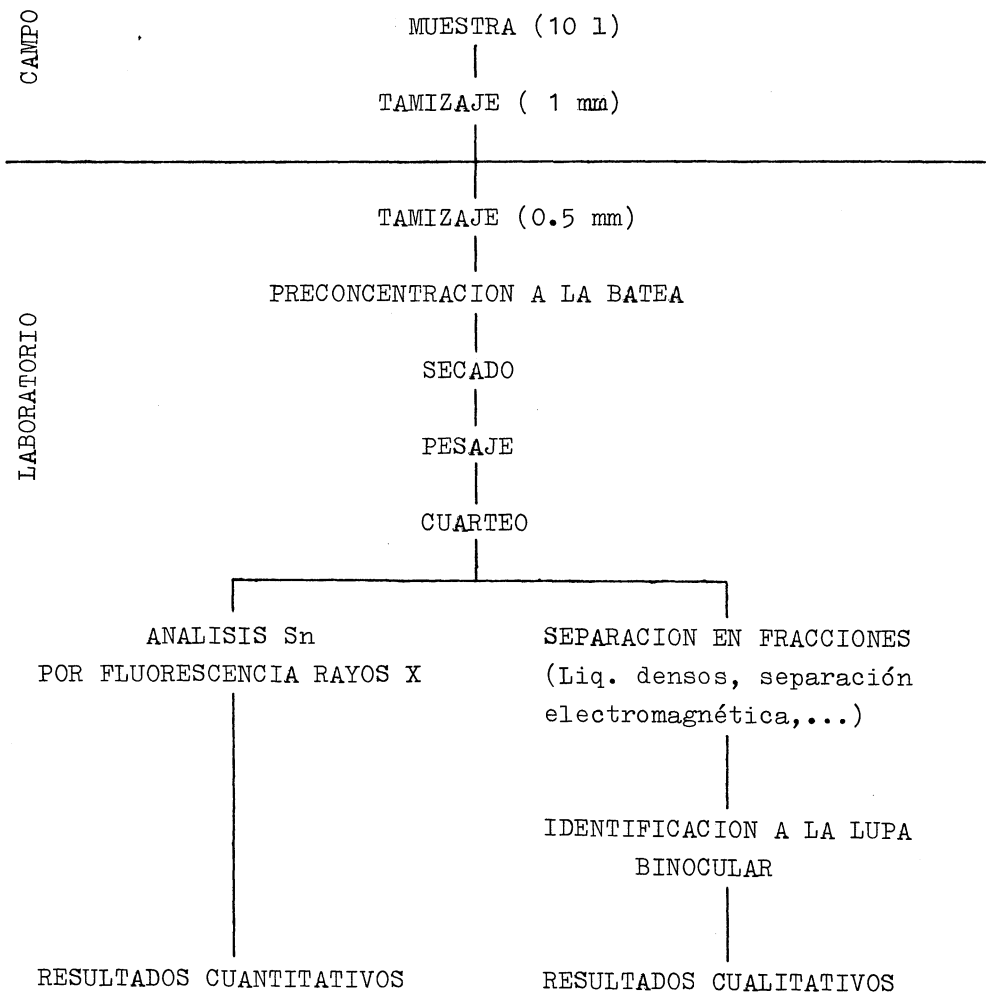 CAMPO
MUESTRA (10 l)
TAMIZAJE ( 1 mm)
LABORATORIO
TAMIZAJE (0.5 mm)
PRECONCENTRACION A LA BATEA
SECADO
PESAJE
CUARTEO
ANALISIS Sn
POR FLUORESCENCIA RAYOS X
SEPARACION EN FRACCIONES
(Liq. densos, separación
electromagnética,...)
IDENTIFICACION A LA LUPA
BINOCULAR
RESULTADOS CUANTITATIVOS
RESULTADOS CUALITATIVOS